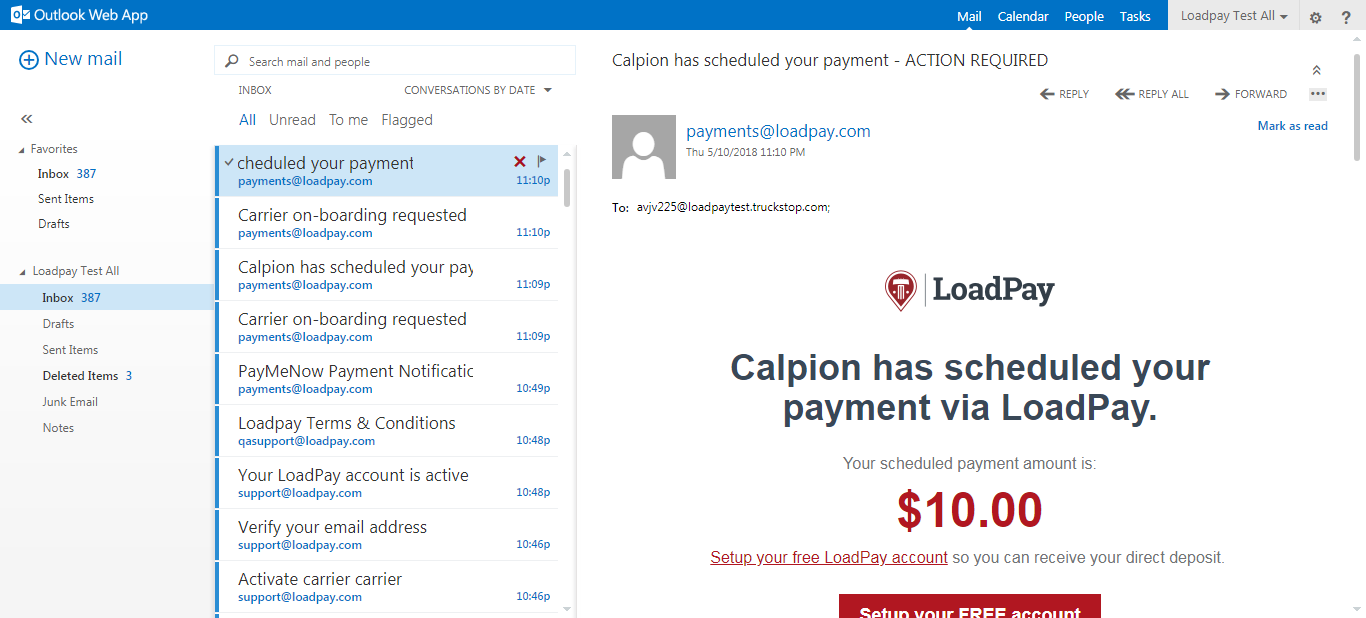 Outlook Web App
Mail Calendar People Tasks Loadpay Test All ?
New mail
Favorites
Inbox 387
Sent Items
Drafts
Loadpay Test All
Inbox 387
Drafts
Sent Items
Deleted Items 3
Junk Email
Notes
Search mail and people
INBOX CONVERSATIONS BY DATE
All Unread To me Flagged
cheduled your payment
payments@loadpay.com 11:10p
Carrier on-boarding requested
payments@loadpay.com 11:10p
Calpion has scheduled your pay
payments@loadpay.com 11:09p
Carrier on-boarding requested
payments@loadpay.com 11:09p
PayMeNow Payment Notificatic
payments@loadpay.com 10:49p
Loadpay Terms & Conditions
qasupport@loadpay.com 10:48p
Your LoadPay account is active
support@loadpay.com 10:48p
Verify your email address
support@loadpay.com 10:46p
Activate carrier carrier
support@loadpay.com 10:46p
Calpion has scheduled your payment - ACTION REQUIRED
REPLY REPLY ALL FORWARD •••
Mark as read
payments@loadpay.com
Thu 5/10/2018 11:10 PM
To: avjv225@loadpaytest.truckstop.com;
LoadPay
Calpion has scheduled your
payment via LoadPay.
Your scheduled payment amount is:
$10.00
Setup your free LoadPay account so you can receive your direct deposit.
Setup your FREE account